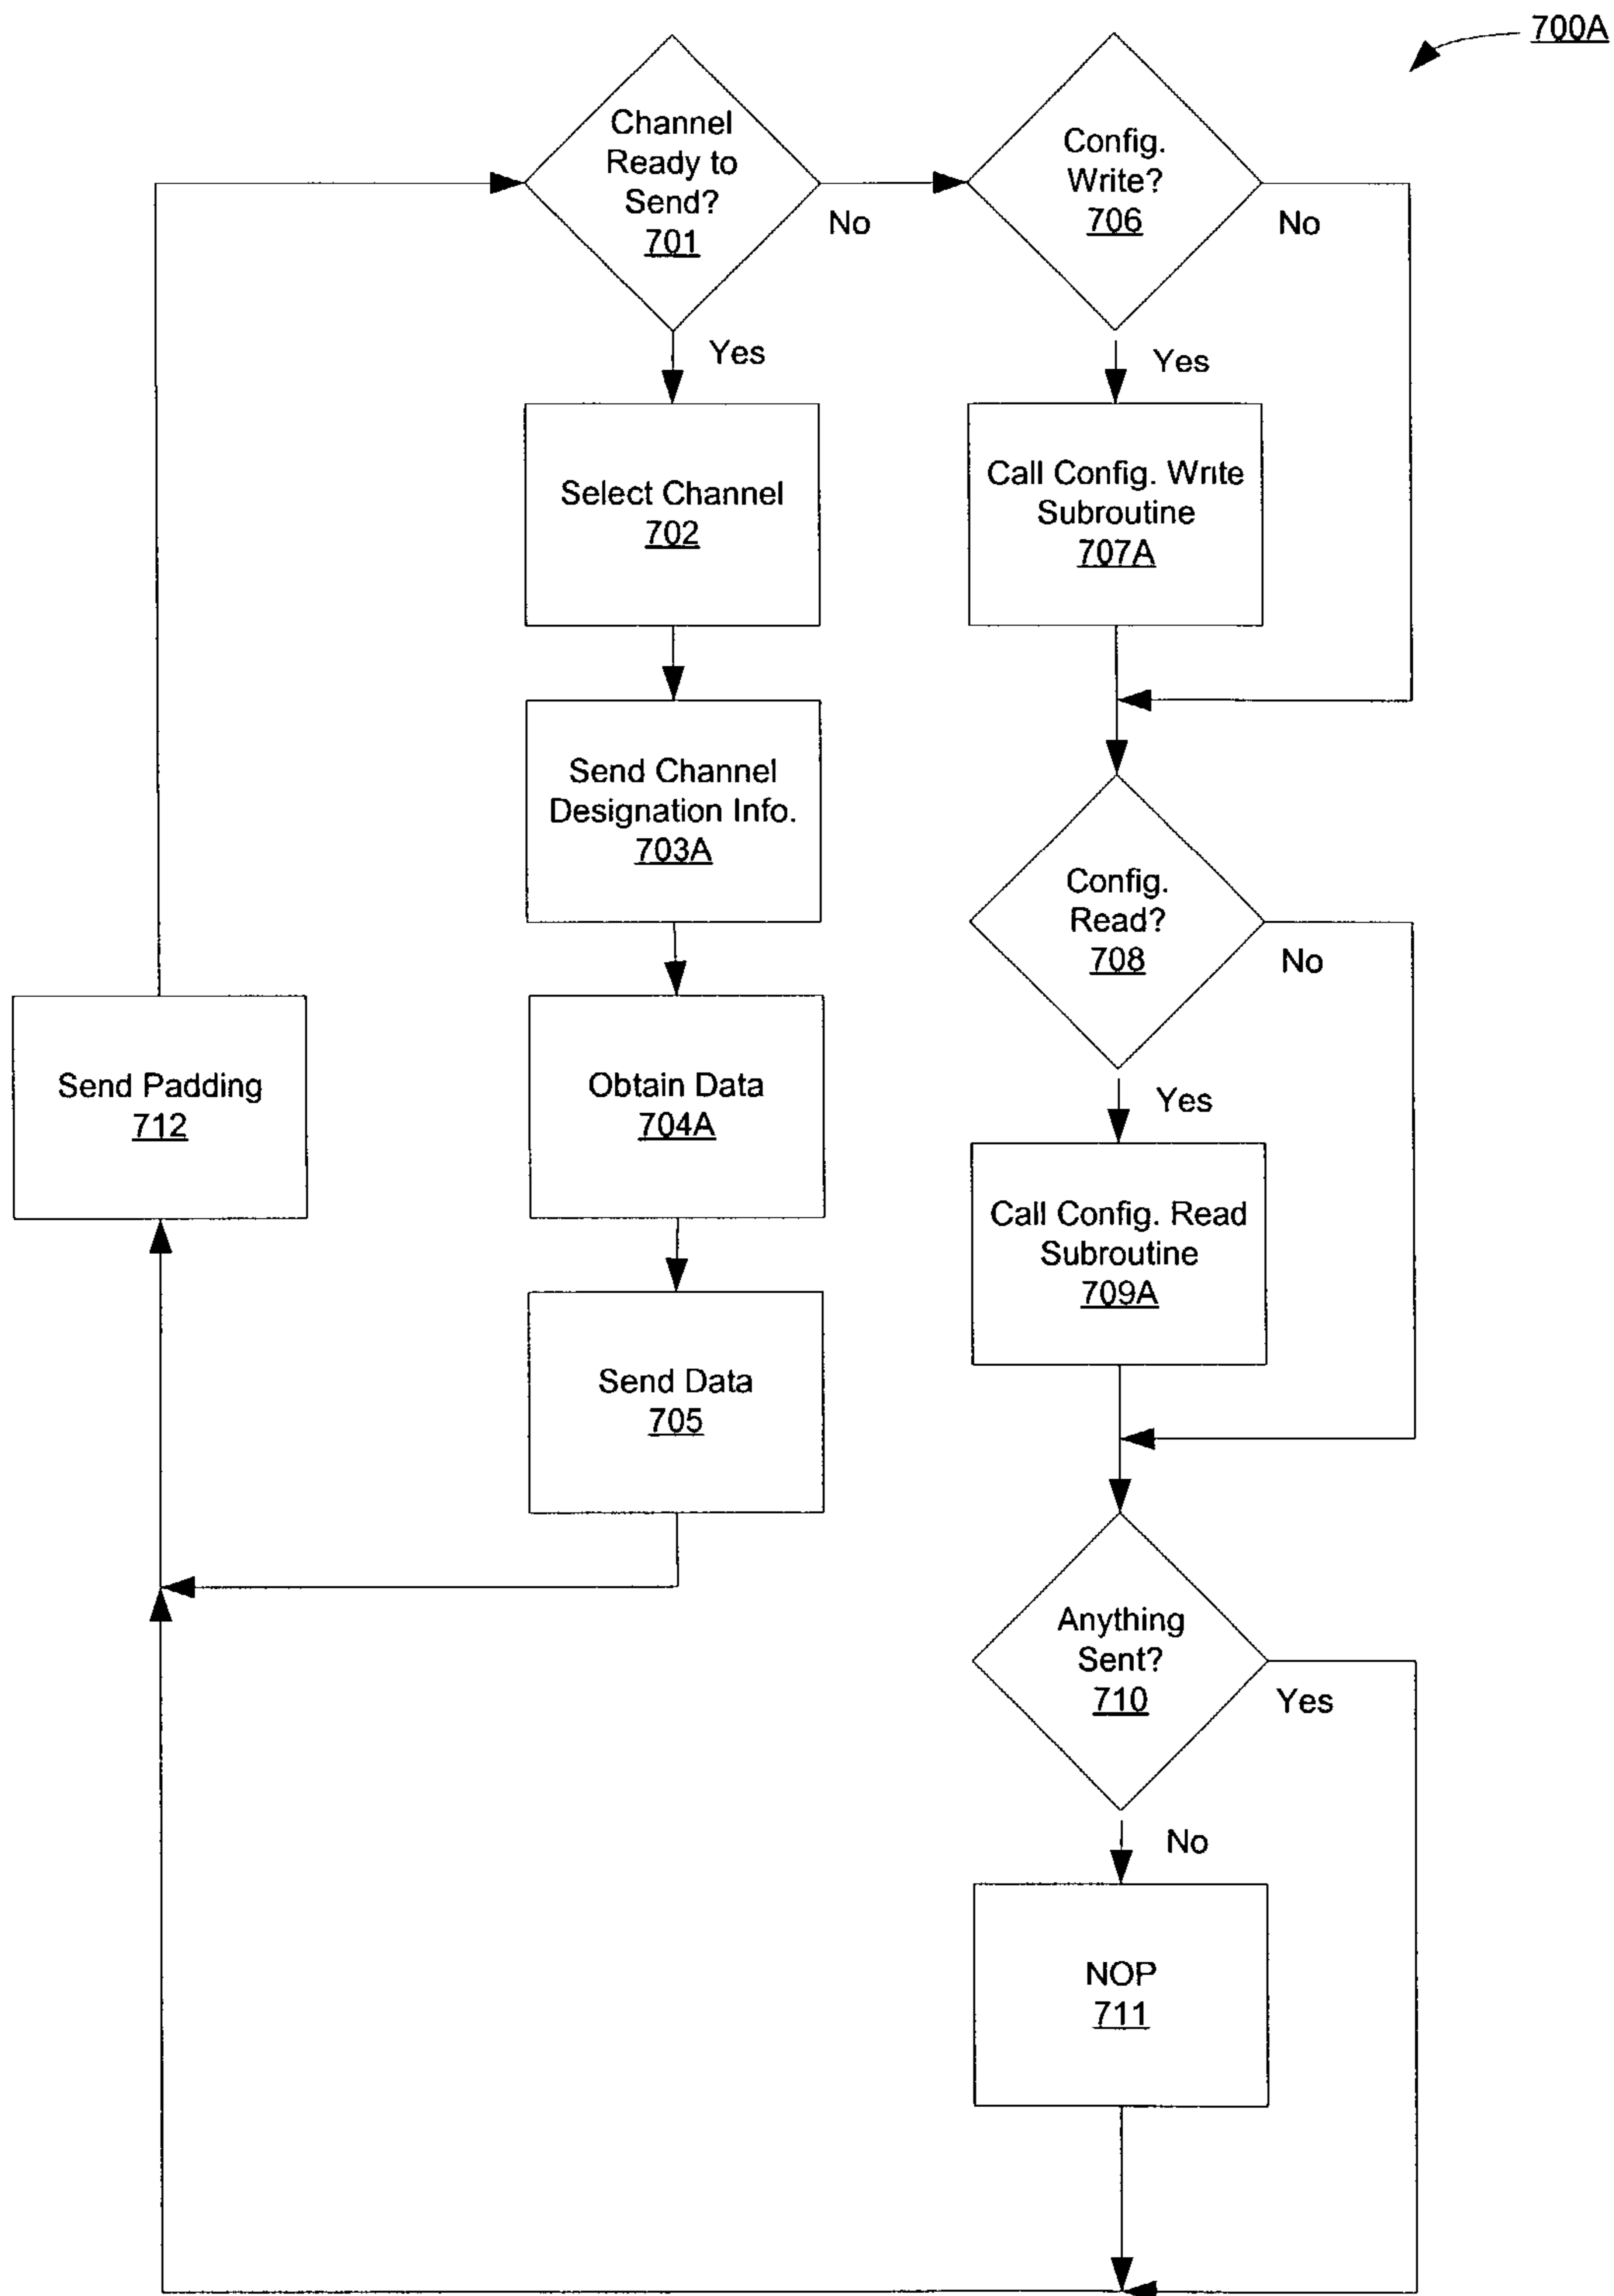 700A
Channel
Ready to
Send?
701
No
Yes
Config.
Write?
706
No
Yes
Select Channel
702
Call Config. Write
Subroutine
707A
Send Channel
Designation Info.
703A
Config.
Read?
708
No
Yes
Send Padding
712
Obtain Data
704A
Call Config. Read
Subroutine
709A
Send Data
705
Anything
Sent?
710
Yes
No
NOP
711